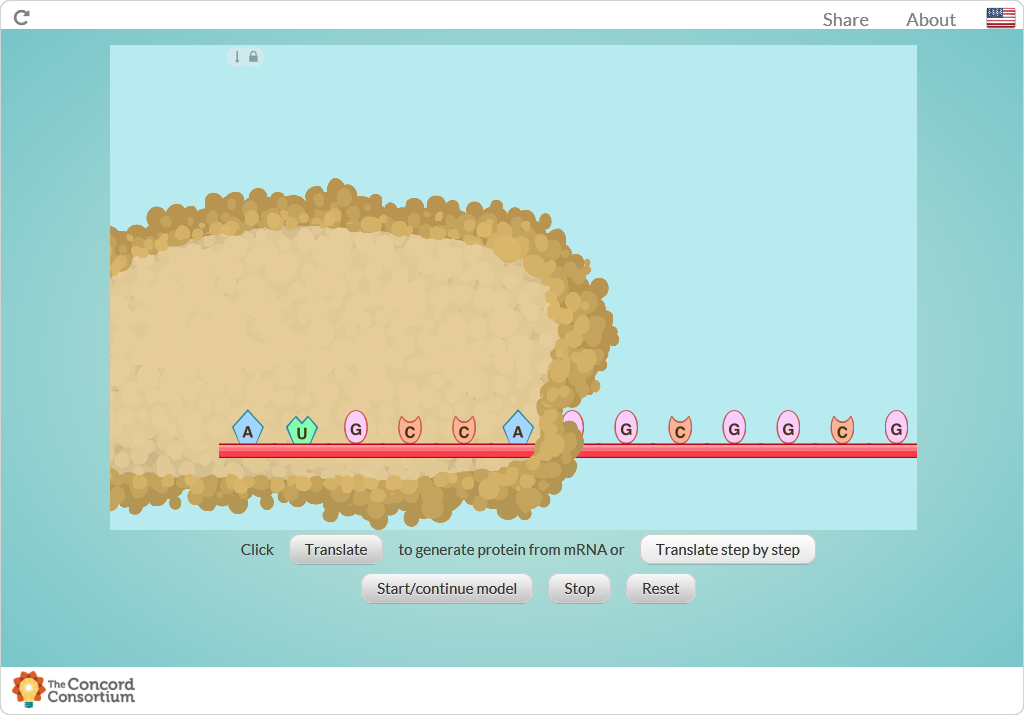 Share About
A U G C C A G C G G C G
Click Translate to generate protein from mRNA or Translate step by step
Start/continue model Stop Reset
The Concord
Consortium